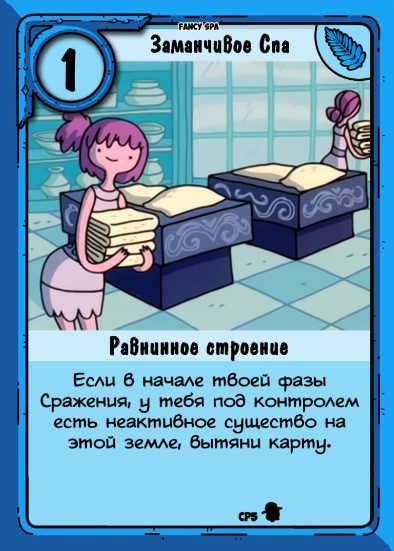 FANCY SPA
1
Заманчивое Спа
Равнинное строение
Если в начале твоей фазы
Сражения, у тебя под контролем
есть неактивное существо на
этой земле, вытяни карту.
CP5